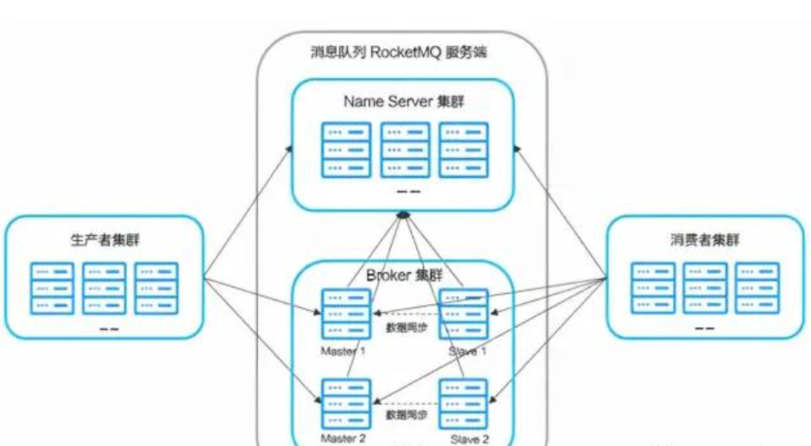 消息队列 RocketMQ 服务端
Name Server 集群
生产者集群
消费者集群
Broker 集群
数据同步
Master 1
Slave 1
数据同步
Master 2
Slave 2